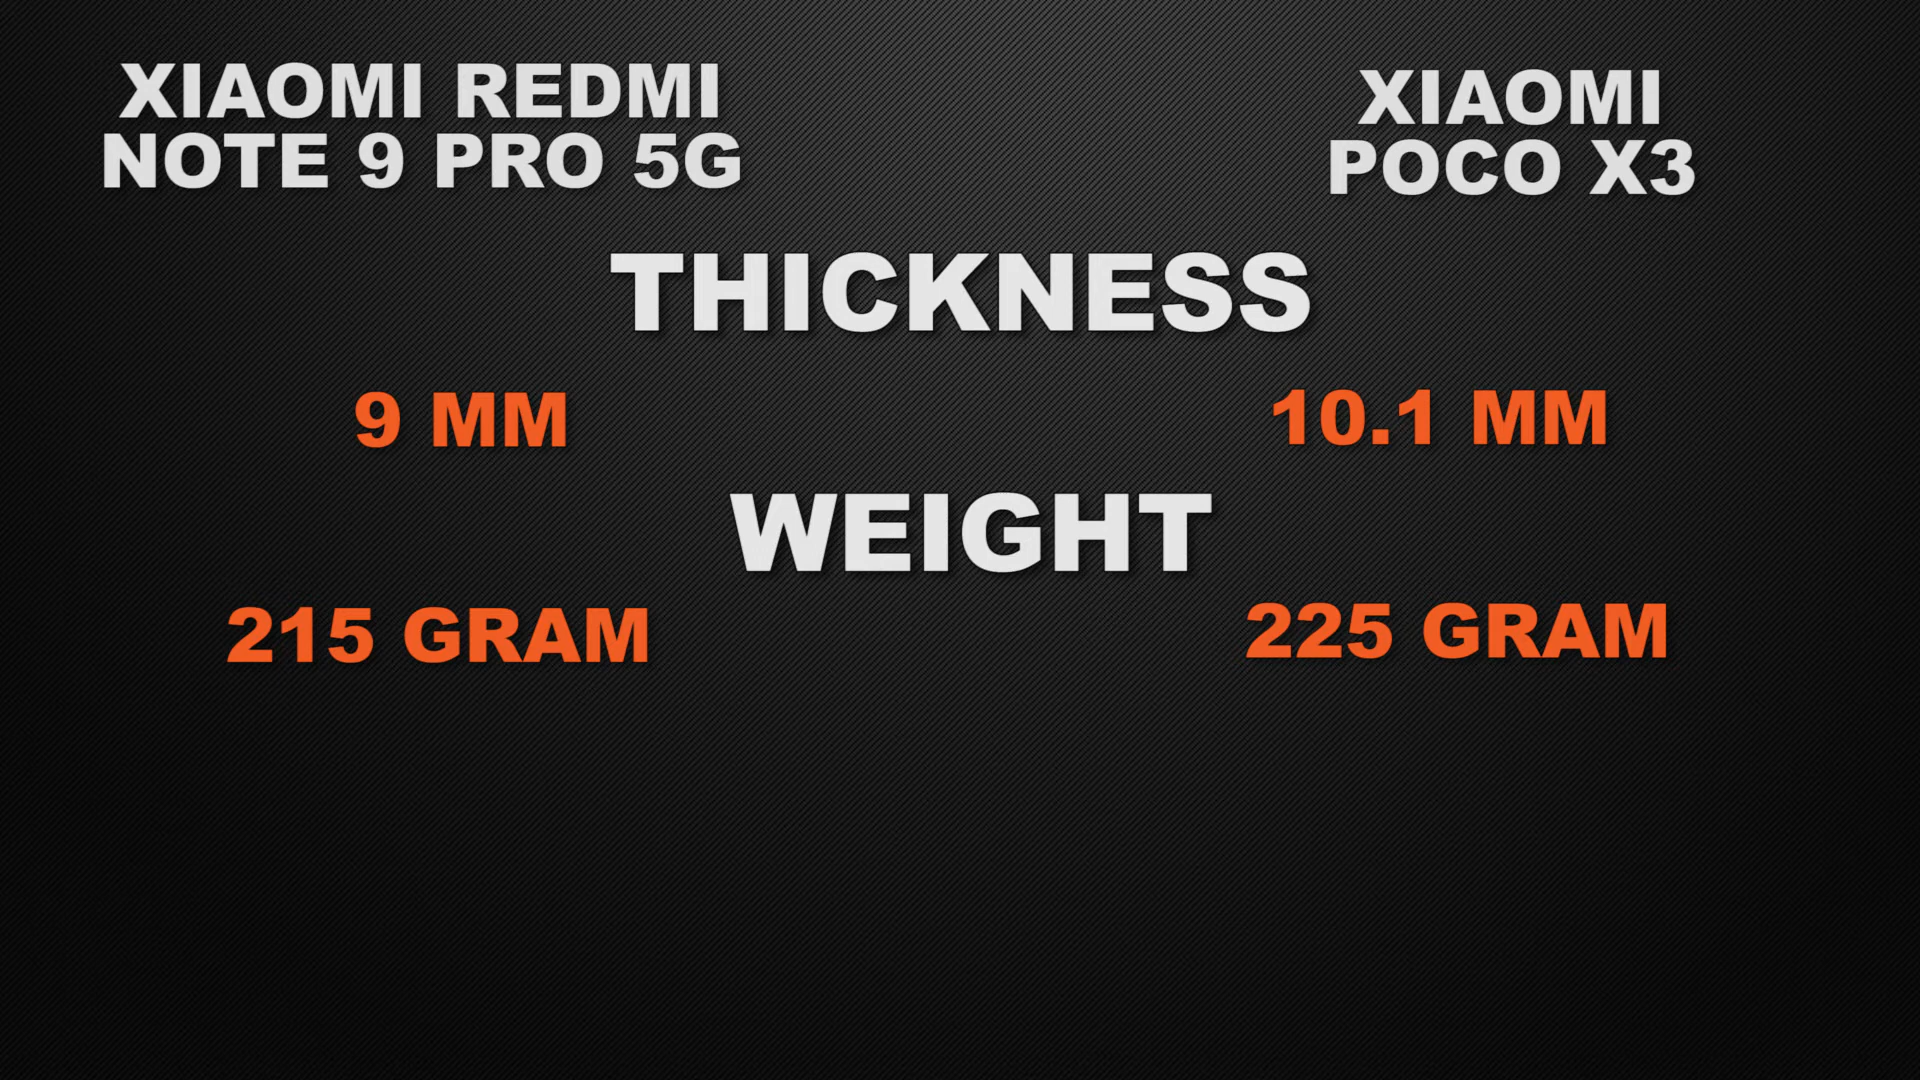 XIAOMI REDMI
NOTE 9 PRO 5G
XIAOMI
POCO X3
THICKNESS
9 MM
10.1 MM
WEIGHT
215 GRAM
225 GRAM